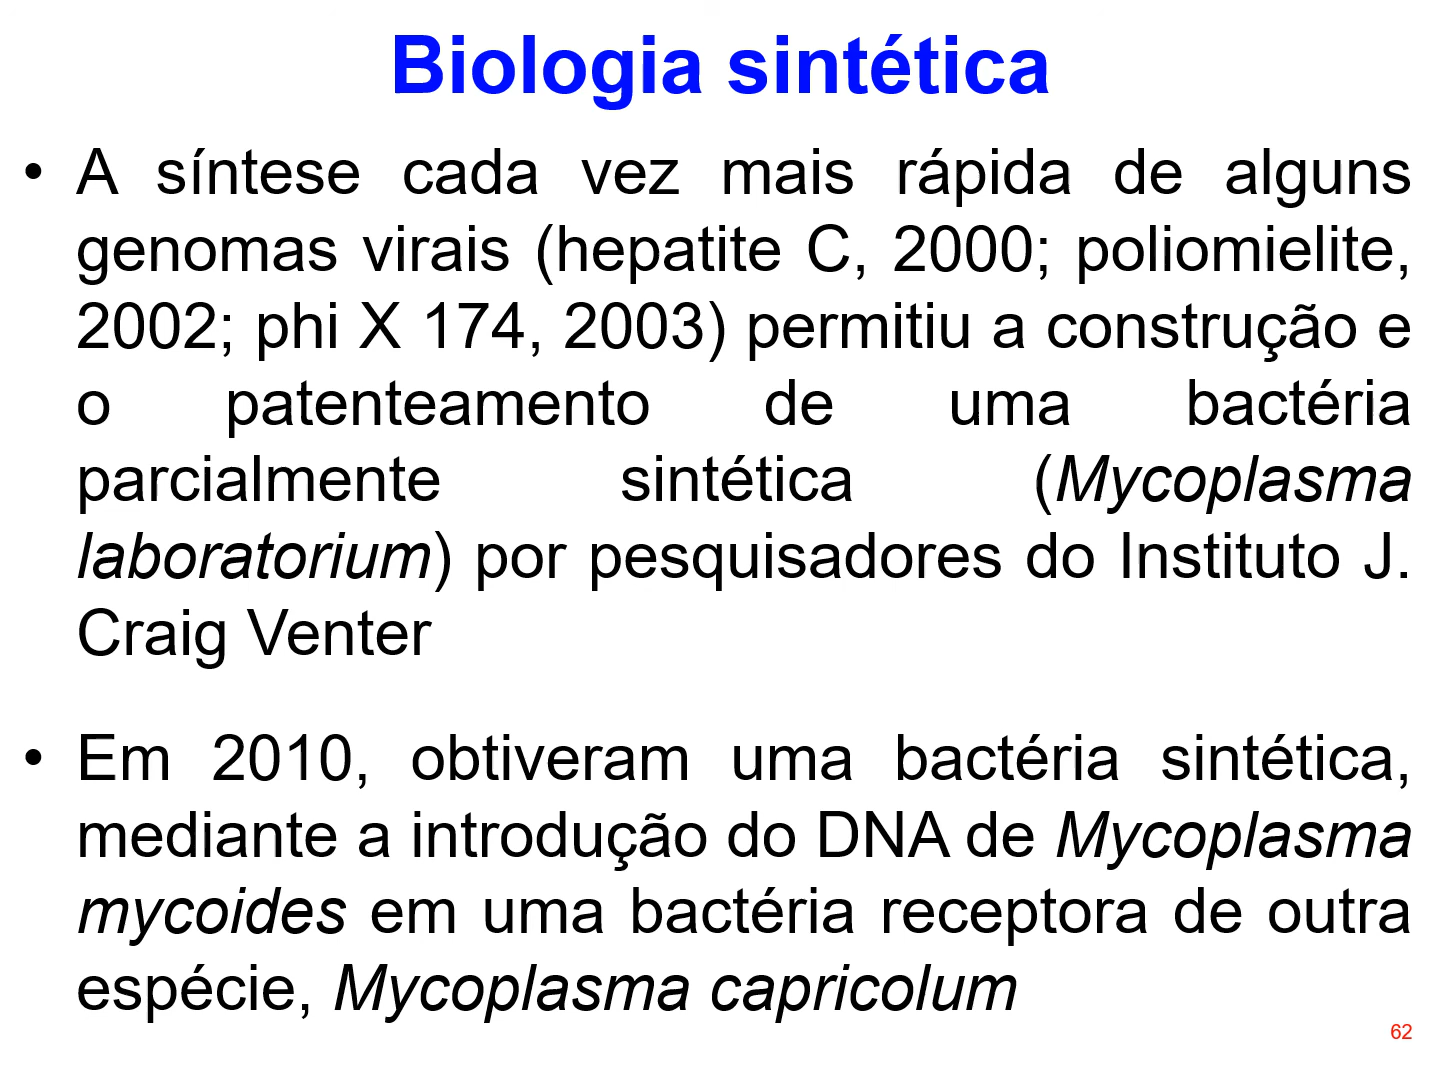 Biologia sintética
• A síntese cada vez mais rápida de alguns
genomas virais (hepatite C, 2000; poliomielite,
2002; phi X 174, 2003) permitiu a construção e
o patenteamento de uma bactéria
parcialmente sintética (Mycoplasma
laboratorium) por pesquisadores do Instituto J.
Craig Venter
• Em 2010, obtiveram uma bactéria sintética,
mediante a introdução do DNA de Mycoplasma
mycoides em uma bactéria receptora de outra
espécie, Mycoplasma capricolum
62